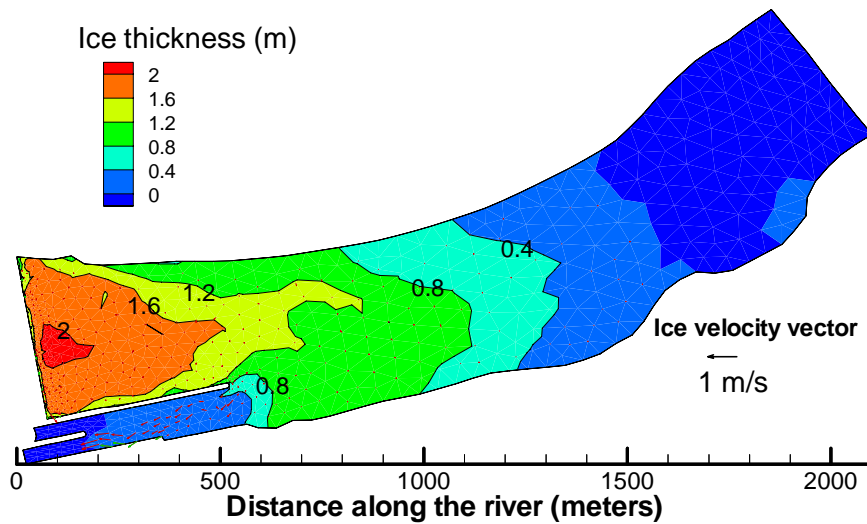 Ice thickness (m)
2
1.6
1.2
0.8
0.4
0
0.4
1.2
0.8
1.6
2
0.8
Ice velocity vector
1 m/s
0 500 1000 1500 2000
Distance along the river (meters)